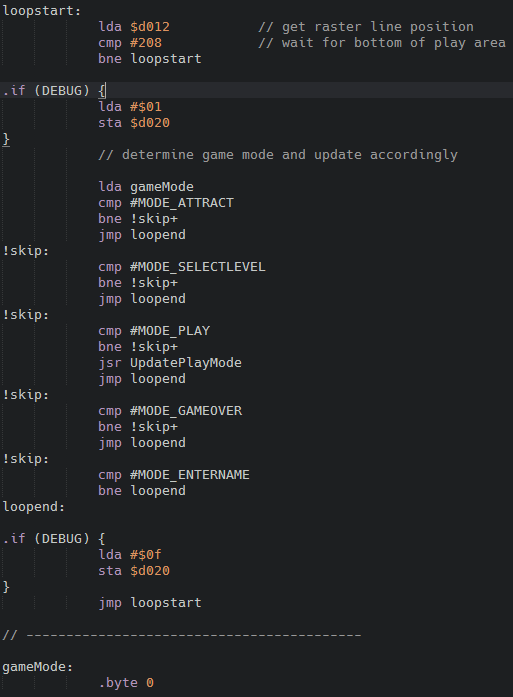 loopstart:
lda $d012 // get raster line position
cmp #208 // wait for bottom of play area
bne loopstart
.if (DEBUG) {
lda #$01
sta $d020
}
// determine game mode and update accordingly
lda gameMode
cmp #MODE_ATTRACT
bne !skip+
jmp loopend
!skip:
cmp #MODE_SELECTLEVEL
bne !skip+
jmp loopend
!skip:
cmp #MODE_PLAY
bne !skip+
jsr UpdatePlayMode
jmp loopend
!skip:
cmp #MODE_GAMEOVER
bne !skip+
jmp loopend
!skip:
cmp #MODE_ENTERNAME
bne loopend
loopend:
.if (DEBUG) {
lda #$0f
sta $d020
}
jmp loopstart
// ------------------------------------------
gameMode:
.byte 0